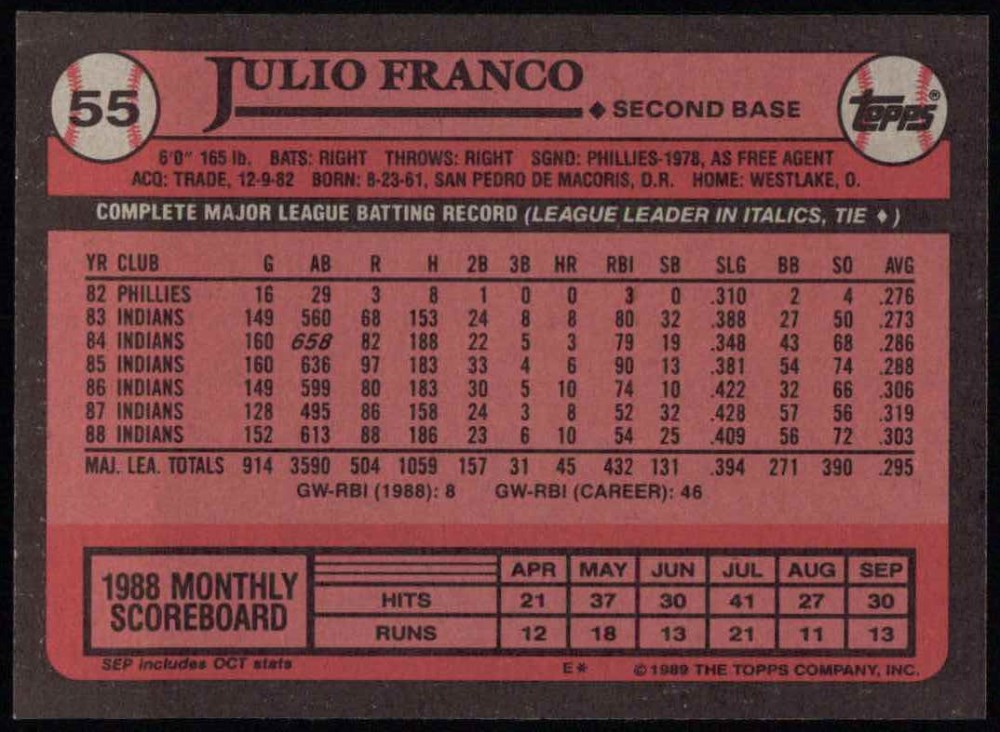 55
JULIO FRANCO
◆ SECOND BASE
TOPPS®
6'0" 165 lb. BATS: RIGHT THROWS: RIGHT SGND: PHILLIES-1978, AS FREE AGENT
ACQ: TRADE, 12-9-82 BORN: 8-23-61, SAN PEDRO DE MACORIS, D.R. HOME: WESTLAKE, O.
COMPLETE MAJOR LEAGUE BATTING RECORD (LEAGUE LEADER IN ITALICS, TIE ♦)
YR CLUB G AB R H 2B 3B HR RBI SB SLG BB SO AVG
82 PHILLIES 16 29 3 8 1 0 0 3 0 .310 2 4 .276
83 INDIANS 149 560 68 153 24 8 8 80 32 .388 27 50 .273
84 INDIANS 160 658 82 188 22 5 3 79 19 .348 43 68 .286
85 INDIANS 160 636 97 183 33 4 6 90 13 .381 54 74 .288
86 INDIANS 149 599 80 183 30 5 10 74 10 .422 32 66 .306
87 INDIANS 128 495 86 158 24 3 8 52 32 .428 57 56 .319
88 INDIANS 152 613 88 186 23 6 10 54 25 .409 56 72 .303
MAJ. LEA. TOTALS 914 3590 504 1059 157 31 45 432 131 .394 271 390 .295
GW-RBI (1988): 8 GW-RBI (CAREER): 46
1988 MONTHLY SCOREBOARD
APR MAY JUN JUL AUG SEP
HITS 21 37 30 41 27 30
RUNS 12 18 13 21 11 13
SEP includes OCT stats
E* © 1989 THE TOPPS COMPANY, INC.